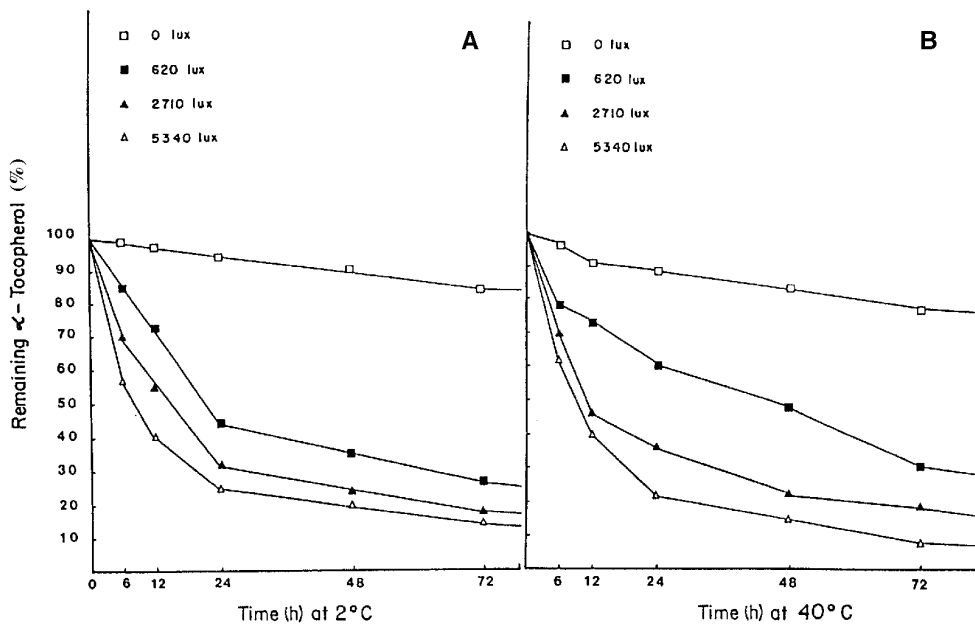 A
□ 0 lux
■ 620 lux
▲ 2710 lux
△ 5340 lux
B
□ 0 lux
■ 620 lux
▲ 2710 lux
△ 5340 lux
Remaining α-Tocopherol (%)
100
90
80
70
60
50
40
30
20
10
0 6 12 24 48 72
Time (h) at 2°C
6 12 24 48 72
Time (h) at 40°C